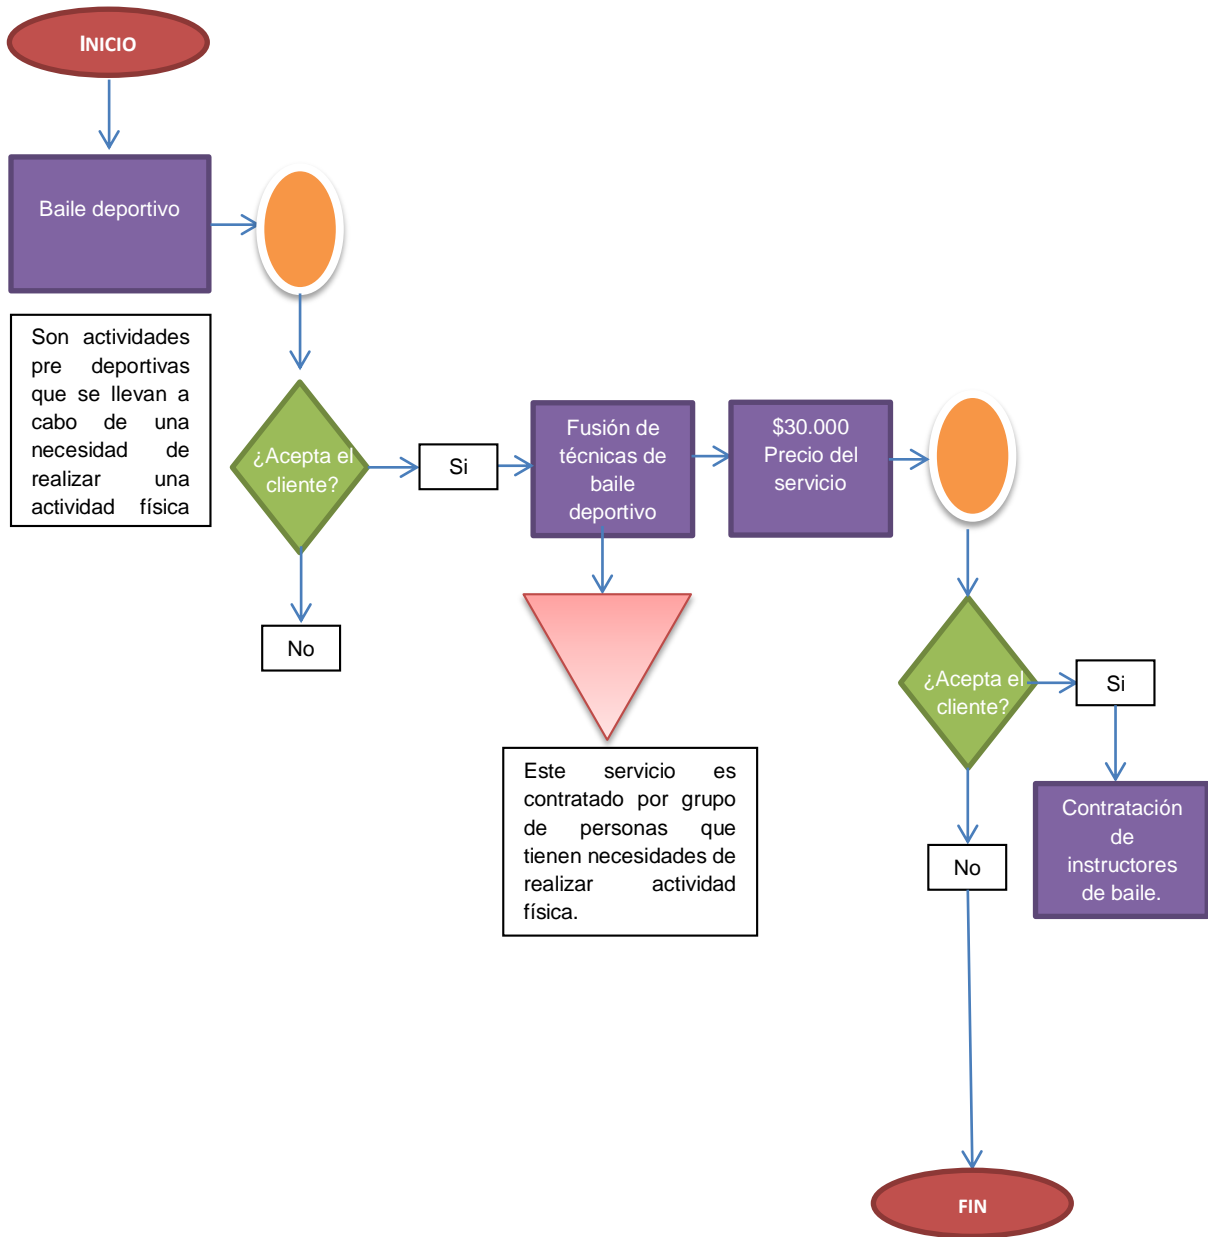 INICIO
Baile deportivo
Son actividades
pre deportivas
que se llevan a
cabo de una
necesidad de
realizar una
actividad física
¿Acepta el
cliente?
Si
No
Fusión de
técnicas de
baile
deportivo
$30.000
Precio del
servicio
Este servicio es
contratado por grupo
de personas que
tienen necesidades de
realizar actividad
física.
¿Acepta el
cliente?
Si
No
Contratación
de
instructores
de baile.
FIN